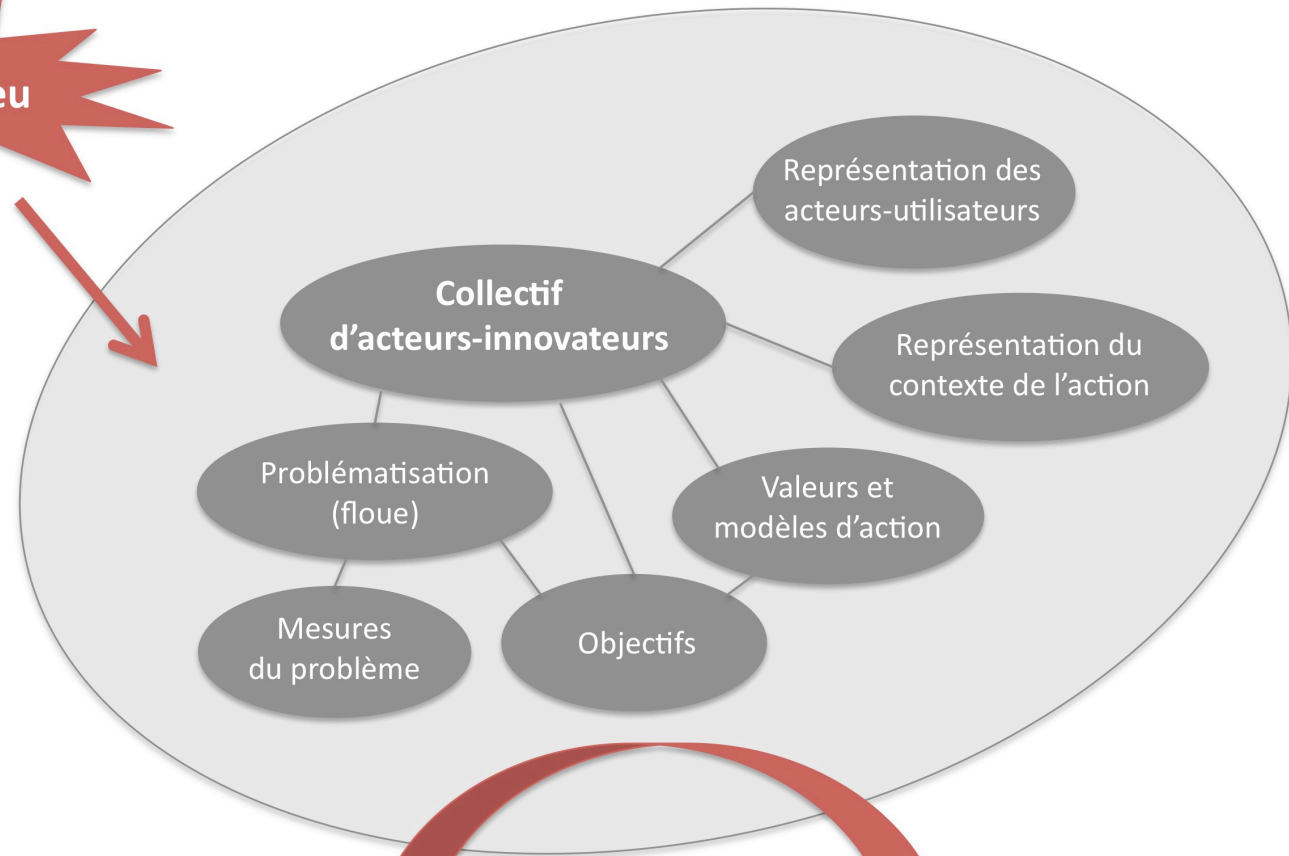 Représentation des
acteurs-utilisateurs
Collectif
d’acteurs-innovateurs
Représentation du
contexte de l’action
Problématisation
(floue)
Valeurs et
modèles d’action
Mesures
du problème
Objectifs